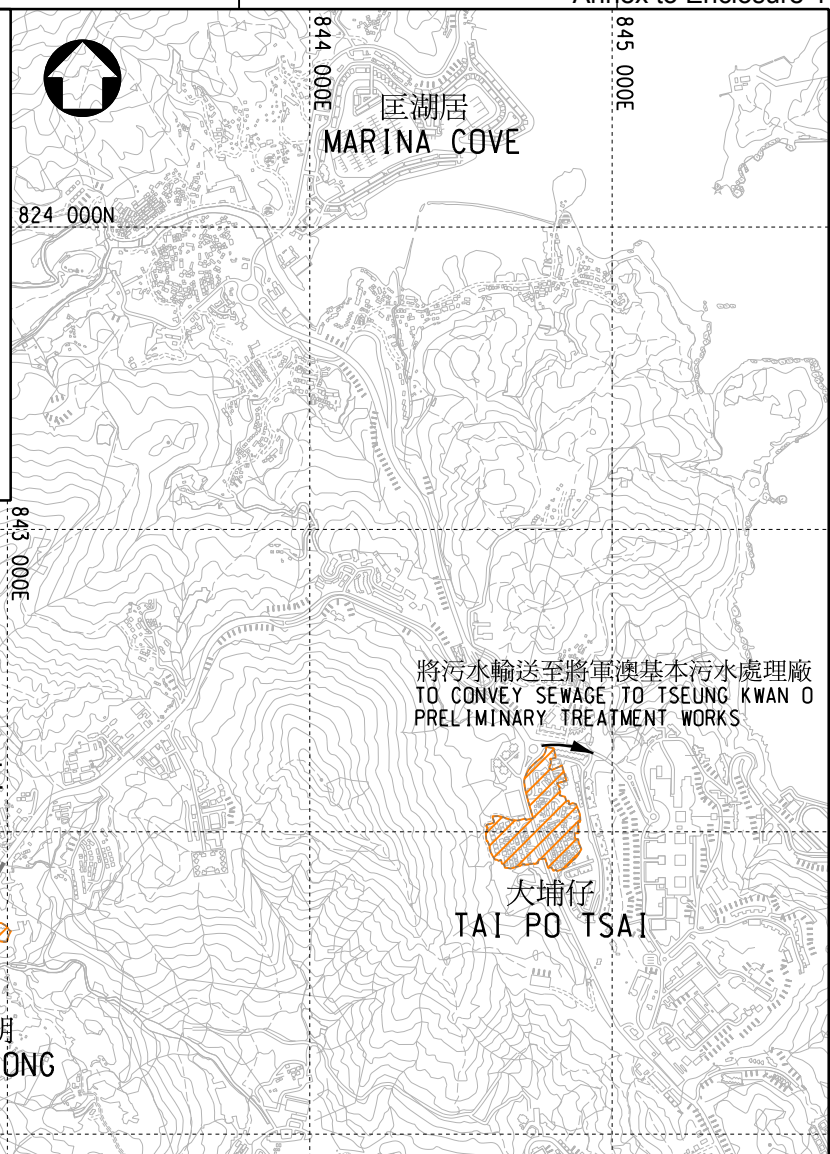 Annex to Enclosure
844 000E
845 000E
匡湖居
MARINA COVE
824 000N
843 000E
將污水輸送至將軍澳基本污水處理廠
TO CONVEY SEWAGE TO TSEUNG KWAN O
PRELIMINARY TREATMENT WORKS
大埔仔
TAI PO TSAI
ONG